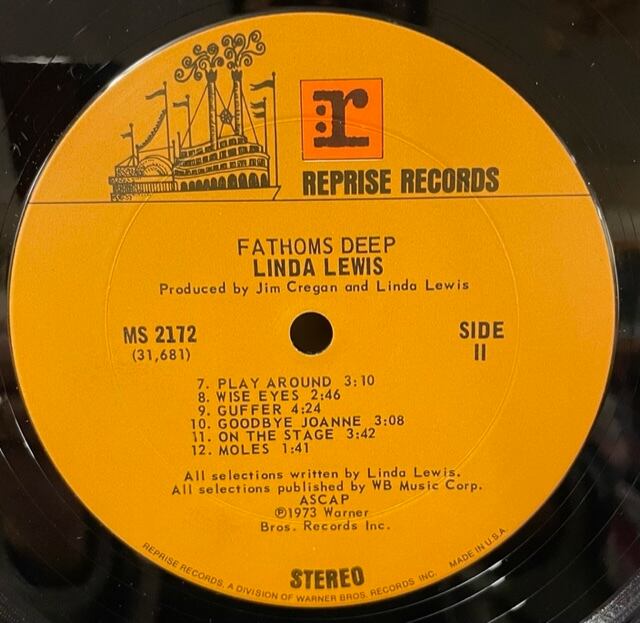 r
REPRISE RECORDS
FATHOMS DEEP
LINDA LEWIS
Produced by Jim Cregan and Linda Lewis
MS 2172
(31,681)
SIDE
II
7. PLAY AROUND 3:10
8. WISE EYES 2:46
9. GUFFER 4:24
10. GOODBYE JOANNE 3:08
11. ON THE STAGE 3:42
12. MOLES 1:41
All selections written by Linda Lewis.
All selections published by WB Music Corp.
ASCAP
℗1973 Warner
Bros. Records Inc.
STEREO
REPRISE RECORDS, A DIVISION OF WARNER BROS. RECORDS INC. MADE IN U.S.A.